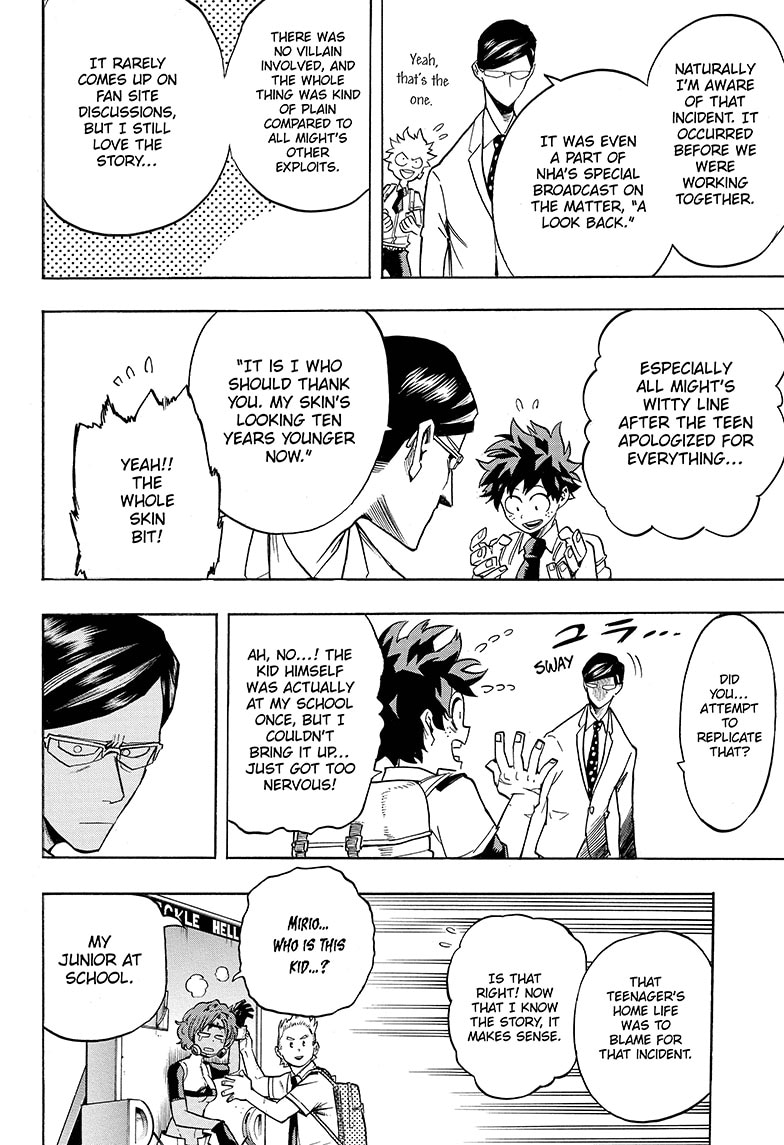 NATURALLY
I'M AWARE
OF THAT
INCIDENT. IT
OCCURRED
BEFORE WE
WERE
WORKING
TOGETHER.
IT WAS EVEN
A PART OF
NHA'S SPECIAL
BROADCAST ON
THE MATTER, "A
LOOK BACK."
Yeah,
that's the
one.
THERE WAS
NO VILLAIN
INVOLVED, AND
THE WHOLE
THING WAS KIND
OF PLAIN
COMPARED TO
ALL MIGHT'S
OTHER
EXPLOITS.
IT RARELY
COMES UP ON
FAN SITE
DISCUSSIONS,
BUT I STILL
LOVE THE
STORY...
ESPECIALLY
ALL MIGHT'S
WITTY LINE
AFTER THE TEEN
APOLOGIZED FOR
EVERYTHING...
"IT IS I WHO
SHOULD THANK
YOU. MY SKIN'S
LOOKING TEN
YEARS YOUNGER
NOW."
YEAH!!
THE
WHOLE
SKIN
BIT!
DID
YOU...
ATTEMPT
TO
REPLICATE
THAT?
ユラ...
SWAY
AH, NO...! THE
KID HIMSELF
WAS ACTUALLY
AT MY SCHOOL
ONCE, BUT I
COULDN'T
BRING IT UP...
JUST GOT TOO
NERVOUS!
THAT
TEENAGER'S
HOME LIFE
WAS TO
BLAME FOR
THAT INCIDENT.
IS THAT
RIGHT! NOW
THAT I KNOW
THE STORY, IT
MAKES SENSE.
MIRIO...
WHO IS THIS
KID...?
MY
JUNIOR AT
SCHOOL.
CKLE HELL